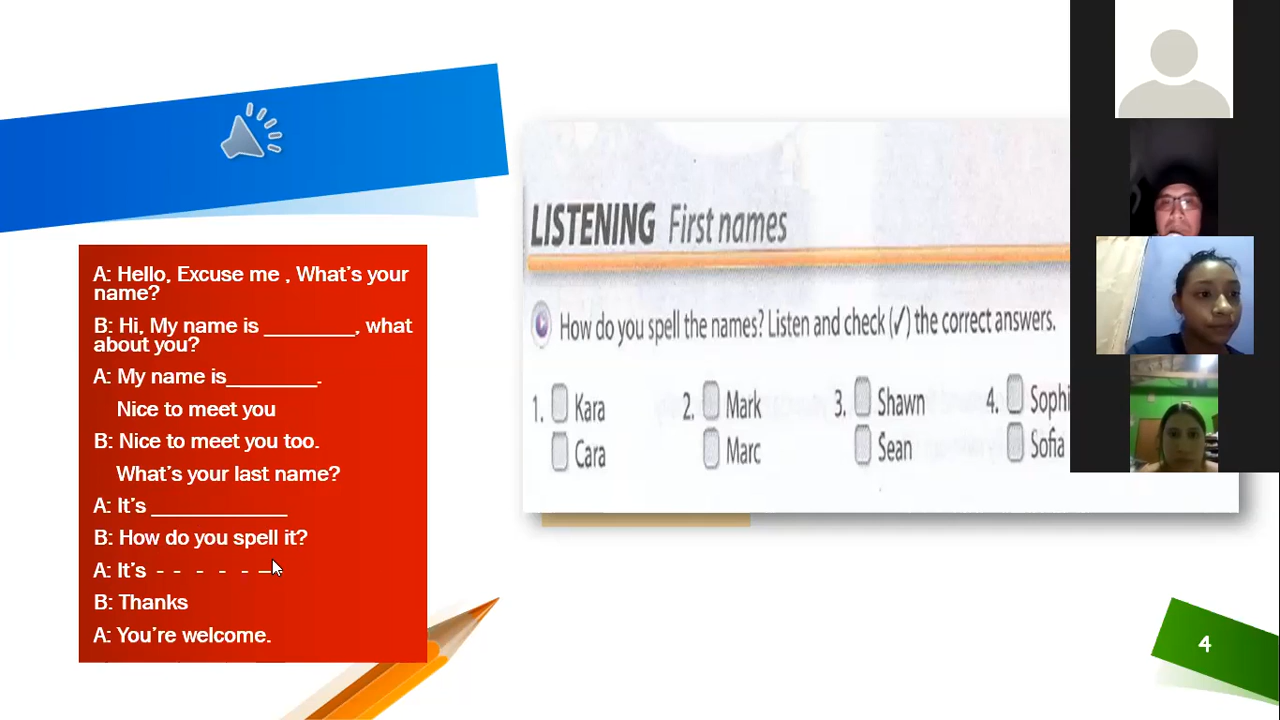 A: Hello, Excuse me , What's your
name?
B: Hi, My name is ________, what
about you?
A: My name is________.
Nice to meet you
B: Nice to meet you too.
What's your last name?
A: It's ____________
B: How do you spell it?
A: It's - - - - - –
B: Thanks
A: You're welcome.
LISTENING First names
How do you spell the names? Listen and check (✓) the correct answers.
1. Kara 2. Mark 3. Shawn 4. Sophi
Cara Marc Sean Sofia
4